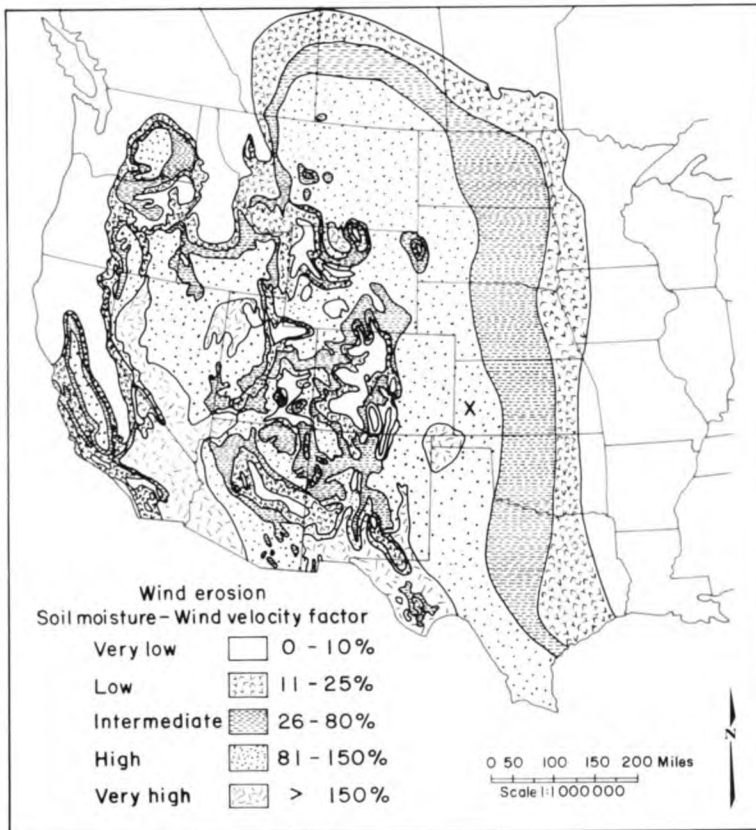 X
Wind erosion
Soil moisture - Wind velocity factor
Very low 0 - 10%
Low 11 - 25%
Intermediate 26 - 80%
High 81 - 150%
Very high > 150%
N
0 50 100 150 200 Miles
Scale 1:1 000 000